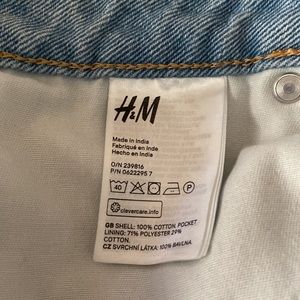 H&M
Made in India
Fabriqué en Inde
Hecho en India
O/N 239816
P/N 0622295 7
40
clevercare.info
GB SHELL: 100% COTTON. POCKET
LINING: 71% POLYESTER 29%
COTTON.
CZ SVRCHNÍ LÁTKA: 100% BAVLNA.